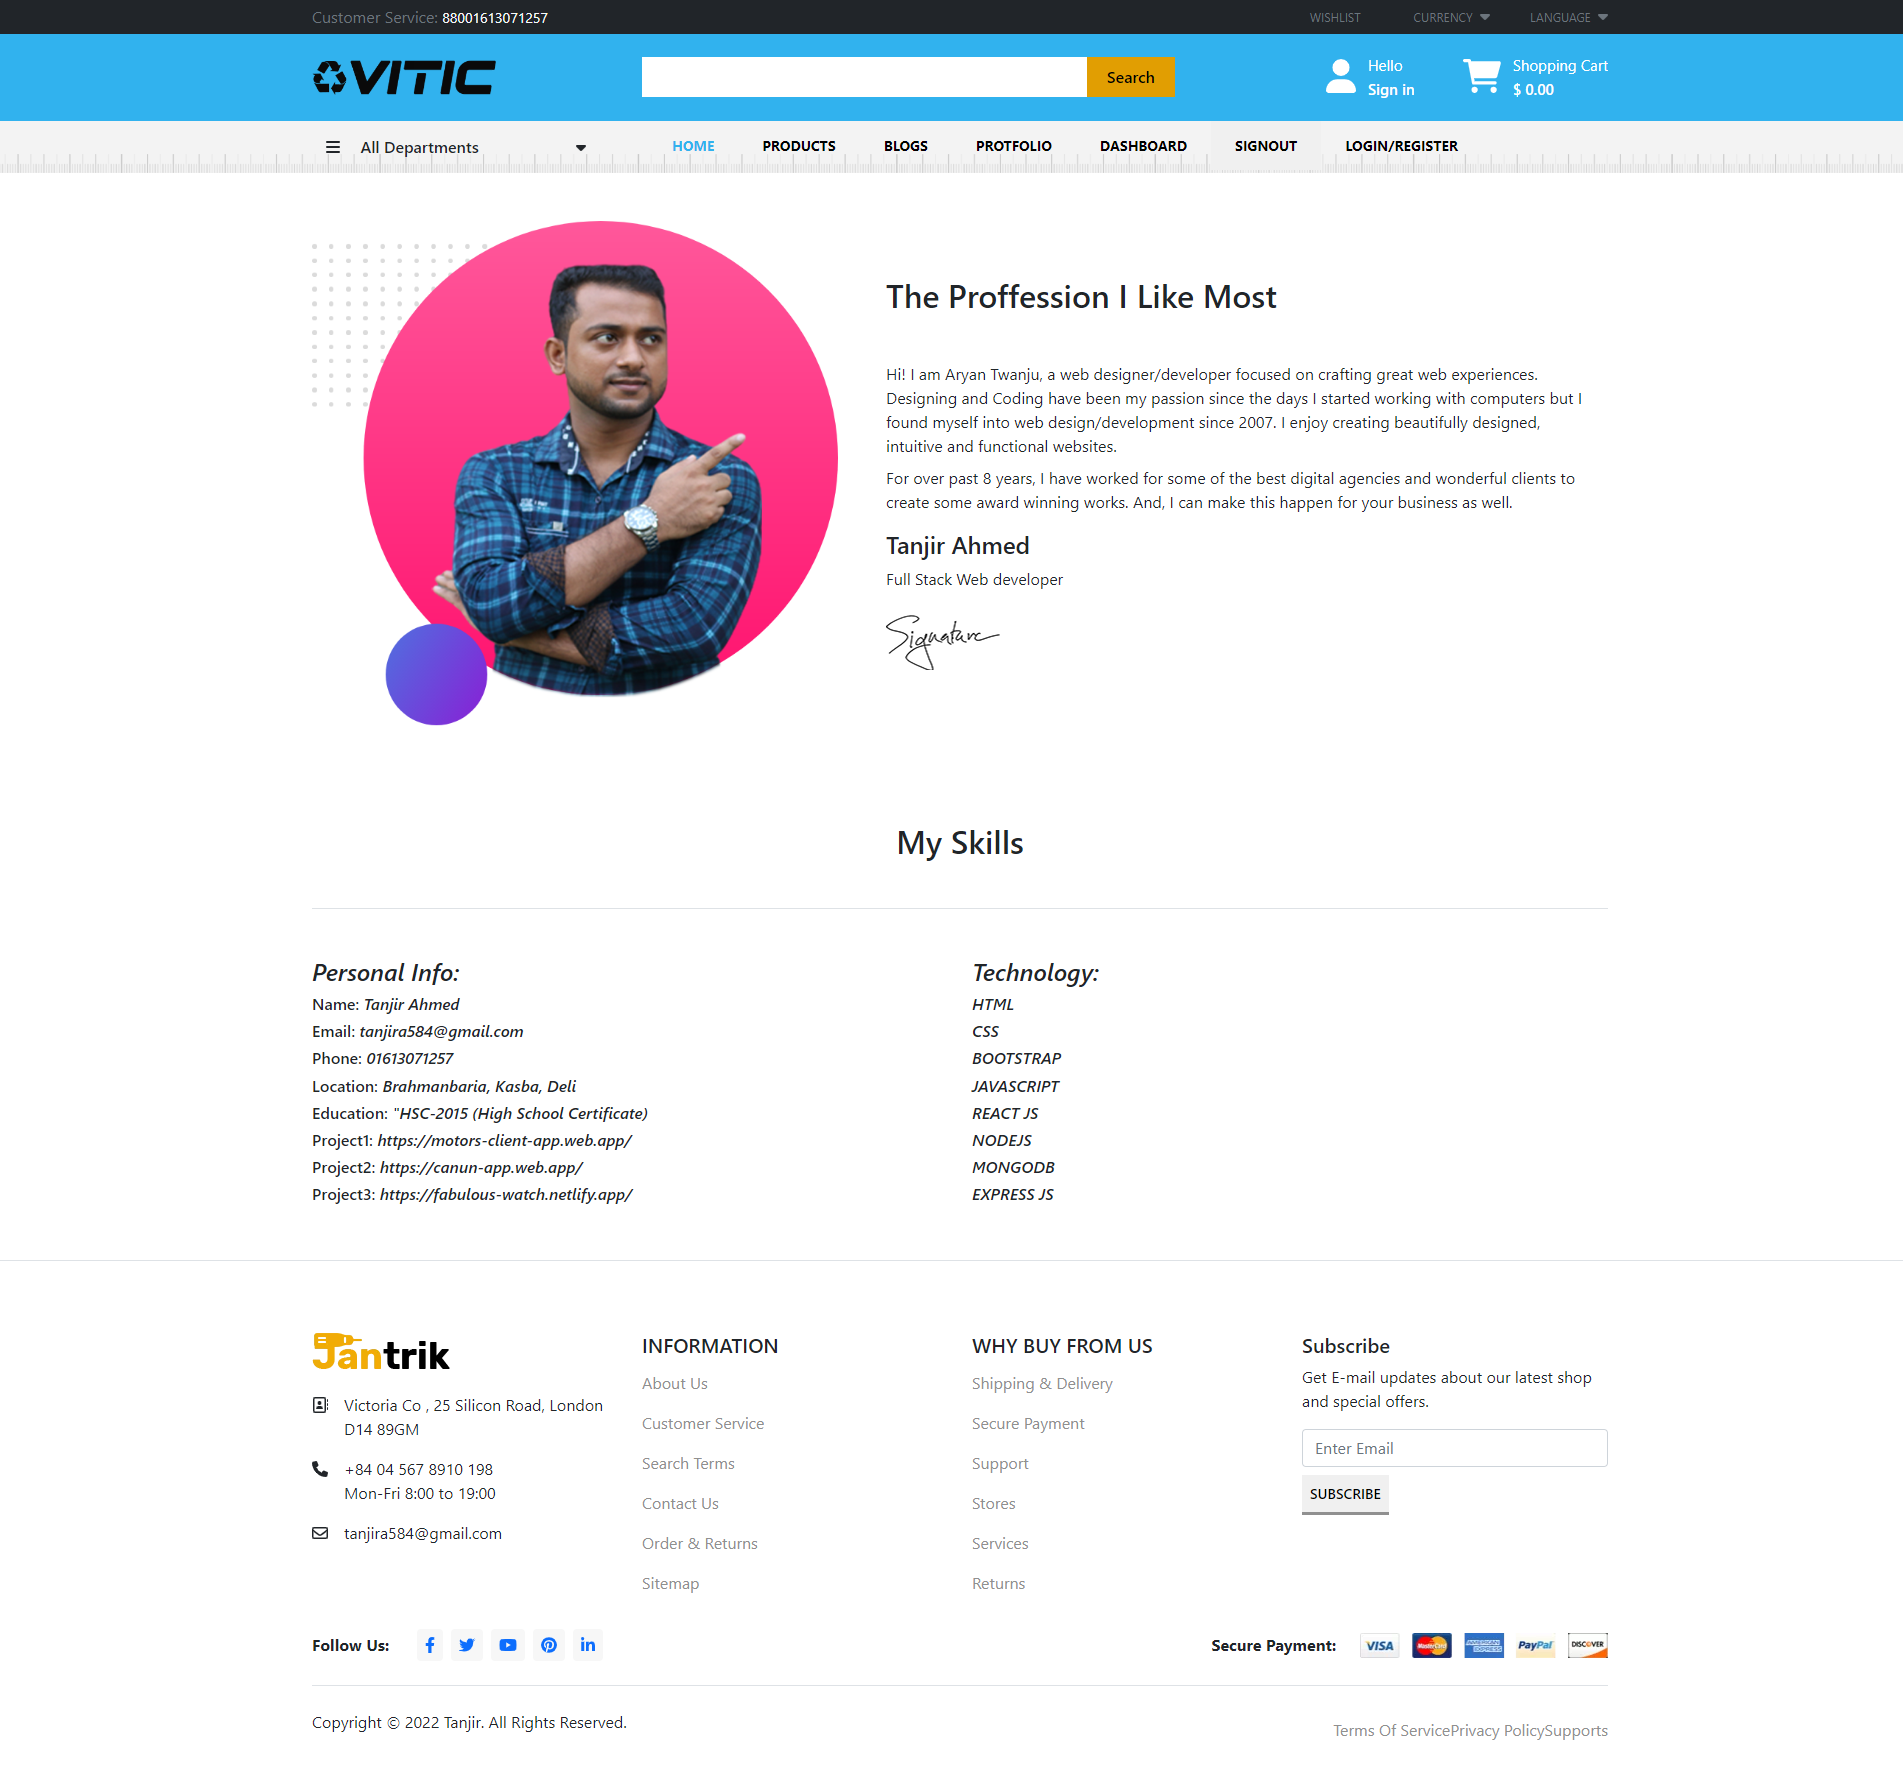 Customer Service: 88001613071257
WISHLIST CURRENCY LANGUAGE
VITIC
Search
Hello
Sign in
Shopping Cart
$ 0.00
All Departments
HOME PRODUCTS BLOGS PROTFOLIO DASHBOARD SIGNOUT LOGIN/REGISTER
The Proffession I Like Most
Hi! I am Aryan Twanju, a web designer/developer focused on crafting great web experiences.
Designing and Coding have been my passion since the days I started working with computers but I
found myself into web design/development since 2007. I enjoy creating beautifully designed,
intuitive and functional websites.
For over past 8 years, I have worked for some of the best digital agencies and wonderful clients to
create some award winning works. And, I can make this happen for your business as well.
Tanjir Ahmed
Full Stack Web developer
Signature
My Skills
Personal Info:
Name: Tanjir Ahmed
Email: tanjira584@gmail.com
Phone: 01613071257
Location: Brahmanbaria, Kasba, Deli
Education: "HSC-2015 (High School Certificate)
Project1: https://motors-client-app.web.app/
Project2: https://canun-app.web.app/
Project3: https://fabulous-watch.netlify.app/
Technology:
HTML
CSS
BOOTSTRAP
JAVASCRIPT
REACT JS
NODEJS
MONGODB
EXPRESS JS
Jantrik
Victoria Co , 25 Silicon Road, London
D14 89GM
+84 04 567 8910 198
Mon-Fri 8:00 to 19:00
tanjira584@gmail.com
INFORMATION
About Us
Customer Service
Search Terms
Contact Us
Order & Returns
Sitemap
WHY BUY FROM US
Shipping & Delivery
Secure Payment
Support
Stores
Services
Returns
Subscribe
Get E-mail updates about our latest shop
and special offers.
Enter Email
SUBSCRIBE
Follow Us:
Secure Payment: VISA MasterCard AMERICAN EXPRESS PayPal DISCOVER
Copyright © 2022 Tanjir. All Rights Reserved.
Terms Of ServicePrivacy PolicySupports